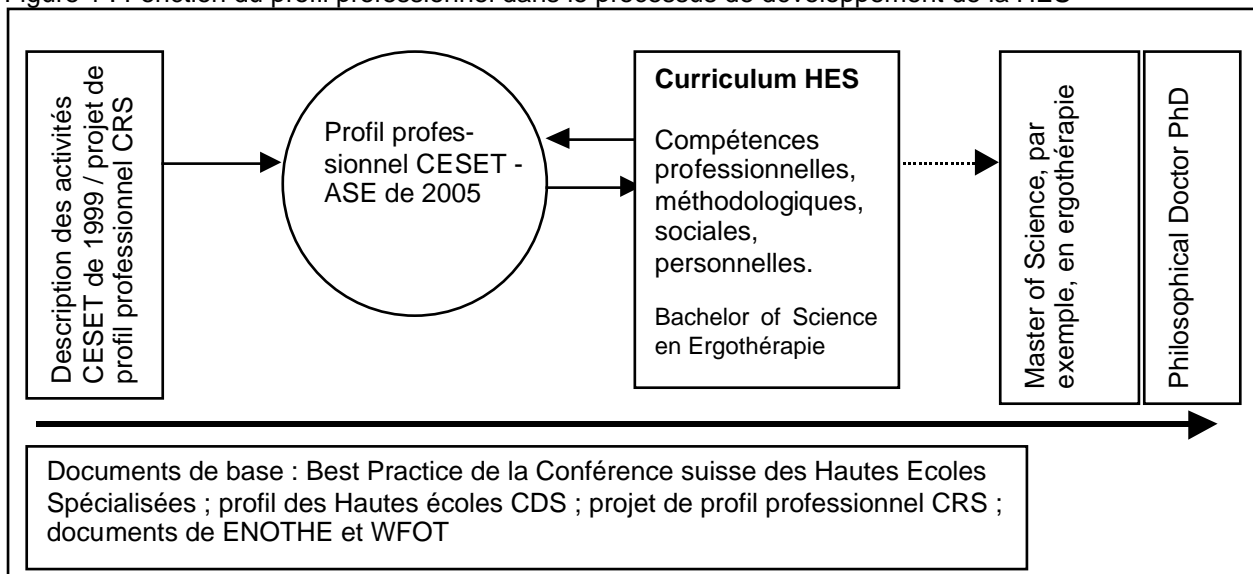 Figure 1 : Fonction du profil professionnel dans le processus de développement de la HES
Description des activités
CESET de 1999 / projet de
profil professionnel CRS
Profil profes-
sionnel CESET -
ASE de 2005
Curriculum HES
Compétences
professionnelles,
méthodologiques,
sociales,
personnelles.
Bachelor of Science
en Ergothérapie
Master of Science, par
exemple, en ergothérapie
Philosophical Doctor PhD
Documents de base : Best Practice de la Conférence suisse des Hautes Ecoles
Spécialisées ; profil des Hautes écoles CDS ; projet de profil professionnel CRS ;
documents de ENOTHE et WFOT